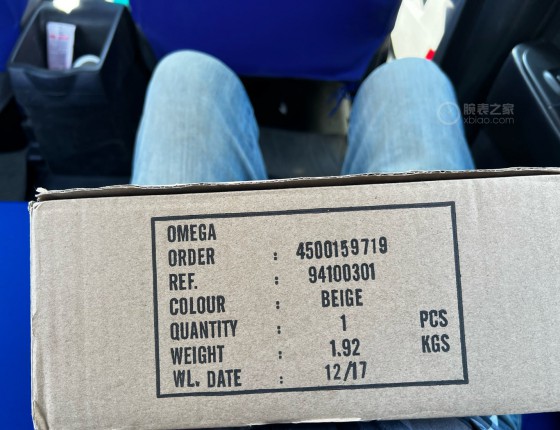 腕表之家
xbiao.com
OMEGA
ORDER : 4500159719
REF. : 94100301
COLOUR : BEIGE
QUANTITY : 1 PCS
WEIGHT : 1.92 KGS
WL. DATE : 12/17